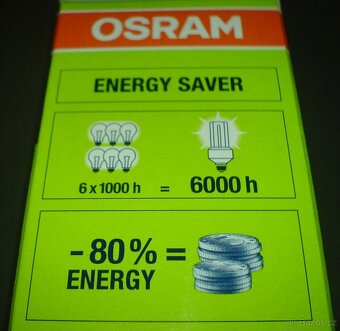 OSRAM
ENERGY SAVER
6 x 1000 h = 6000 h
- 80 % =
ENERGY